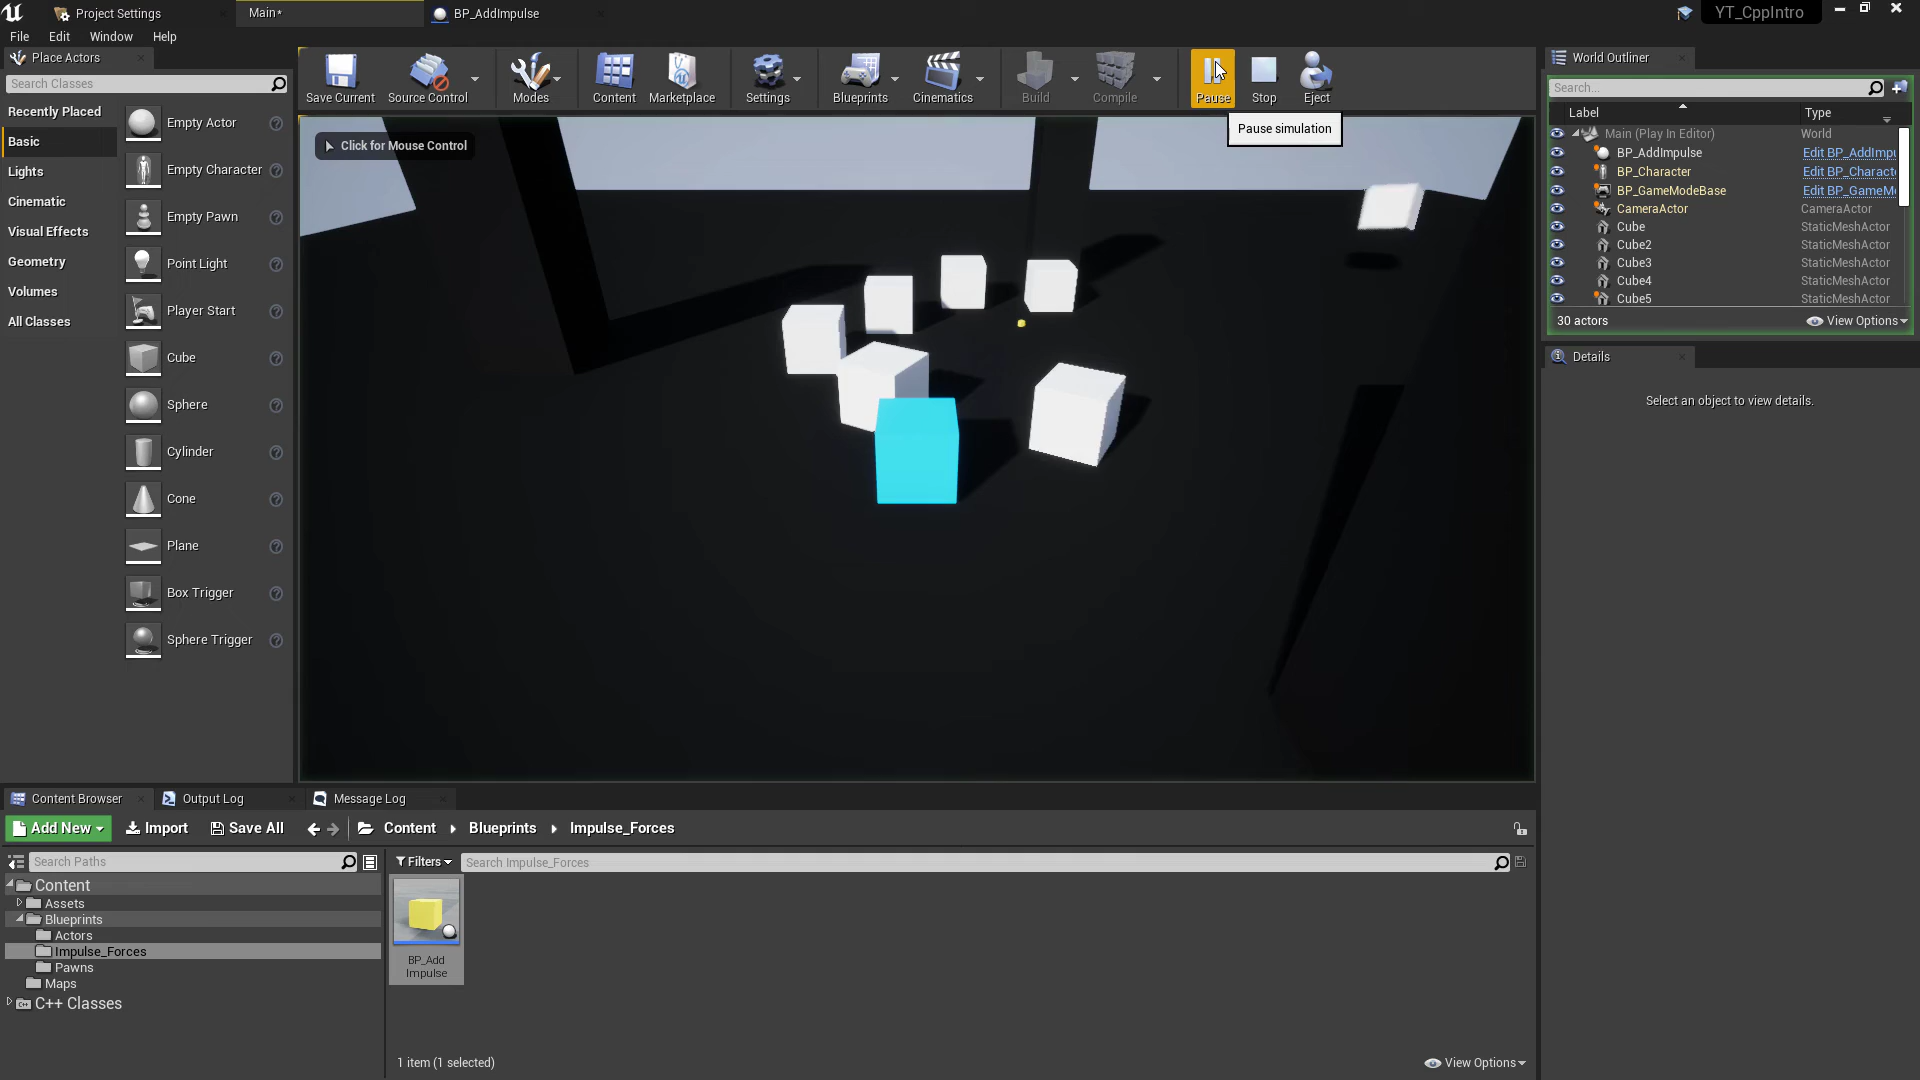 Project Settings
Main*
BP_AddImpulse
YT_CppIntro
File
Edit
Window
Help
Place Actors
Search Classes
Recently Placed
Basic
Lights
Cinematic
Visual Effects
Geometry
Volumes
All Classes
Empty Actor
Empty Character
Empty Pawn
Point Light
Player Start
Cube
Sphere
Cylinder
Cone
Plane
Box Trigger
Sphere Trigger
Save Current
Source Control
Modes
Content
Marketplace
Settings
Blueprints
Cinematics
Build
Compile
Pause
Stop
Eject
Pause simulation
Click for Mouse Control
World Outliner
Search...
Label
Type
Main (Play In Editor)
World
BP_AddImpulse
Edit BP_AddImpu
BP_Character
Edit BP_Characte
BP_GameModeBase
Edit BP_GameMo
CameraActor
CameraActor
Cube
StaticMeshActor
Cube2
StaticMeshActor
Cube3
StaticMeshActor
Cube4
StaticMeshActor
Cube5
StaticMeshActor
30 actors
View Options
Details
Select an object to view details.
Content Browser
Output Log
Message Log
Add New
Import
Save All
Content
Blueprints
Impulse_Forces
Search Paths
Filters
Search Impulse_Forces
Content
Assets
Blueprints
Actors
Impulse_Forces
Pawns
Maps
C++ Classes
BP_Add
Impulse
1 item (1 selected)
View Options